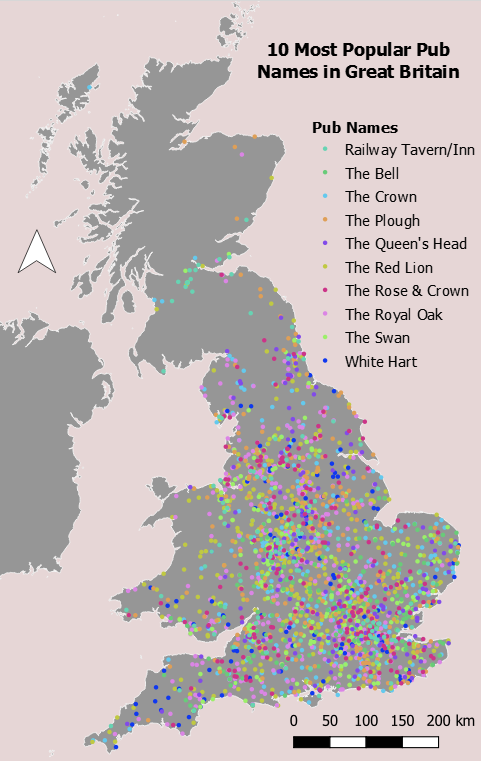 10 Most Popular Pub
Names in Great Britain
Pub Names
Railway Tavern/Inn
The Bell
The Crown
The Plough
The Queen's Head
The Red Lion
The Rose & Crown
The Royal Oak
The Swan
White Hart
0 50 100 150 200 km